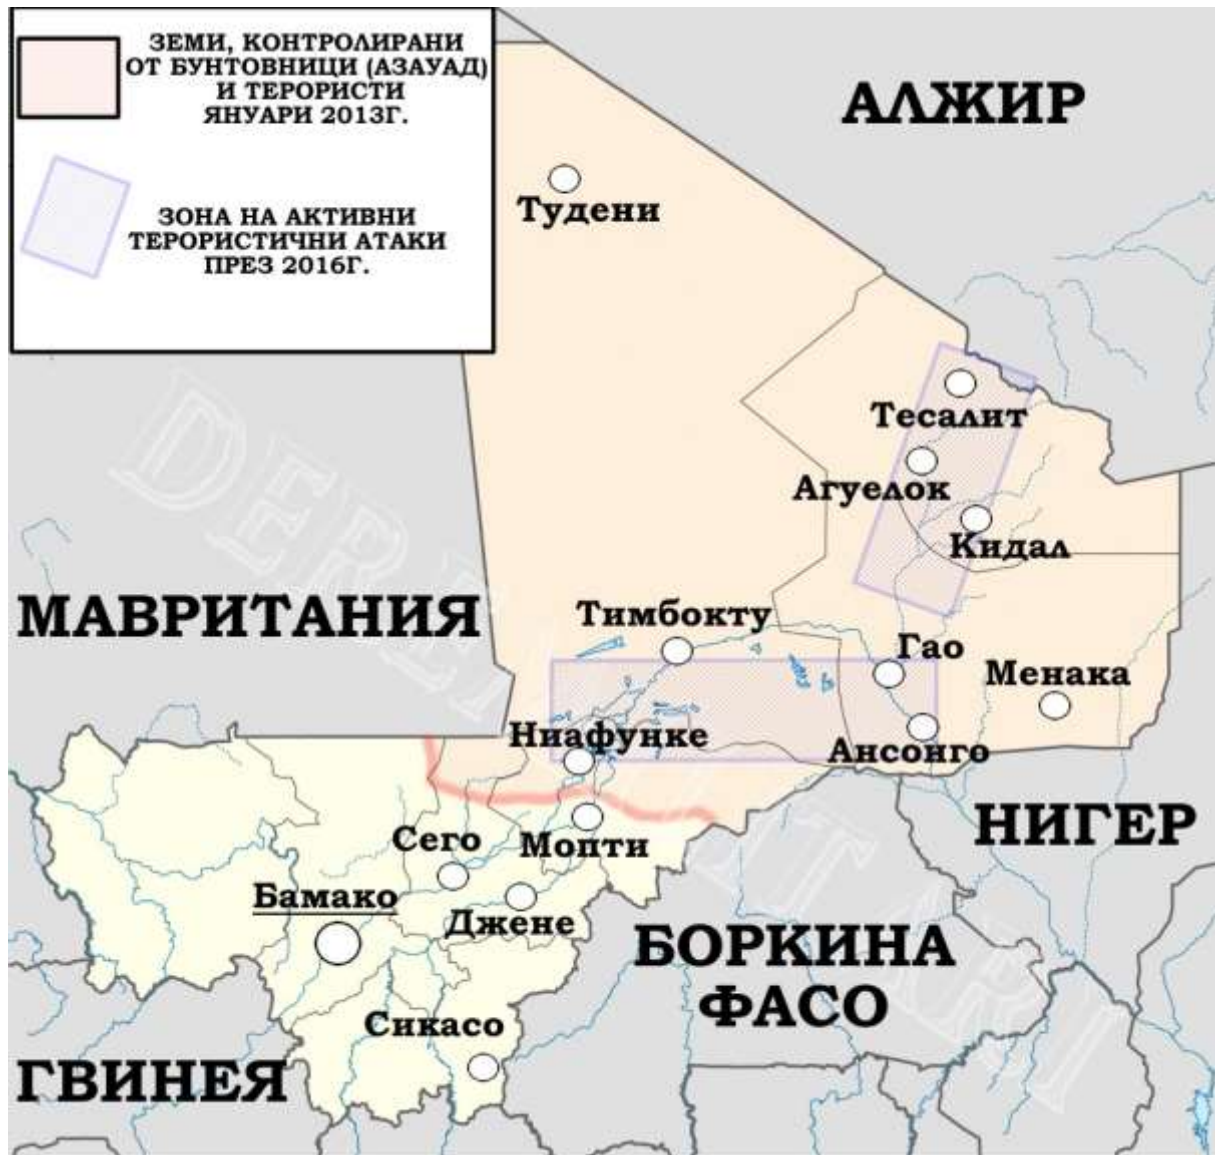 ЗЕМИ, КОНТРОЛИРАНИ
ОТ БУНТОВНИЦИ (АЗАУАД)
И ТЕРОРИСТИ
ЯНУАРИ 2013Г.
ЗОНА НА АКТИВНИ
ТЕРОРИСТИЧНИ АТАКИ
ПРЕЗ 2016Г.
АЛЖИР
Тудени
Тесалит
Агуелок
Кидал
МАВРИТАНИЯ
Тимбокту
Гао
Менака
Ниафунке
Ансонго
НИГЕР
Сего
Мопти
Бамако
Джене
БОРКИНА
ФАСО
Сикасо
ГВИНЕЯ